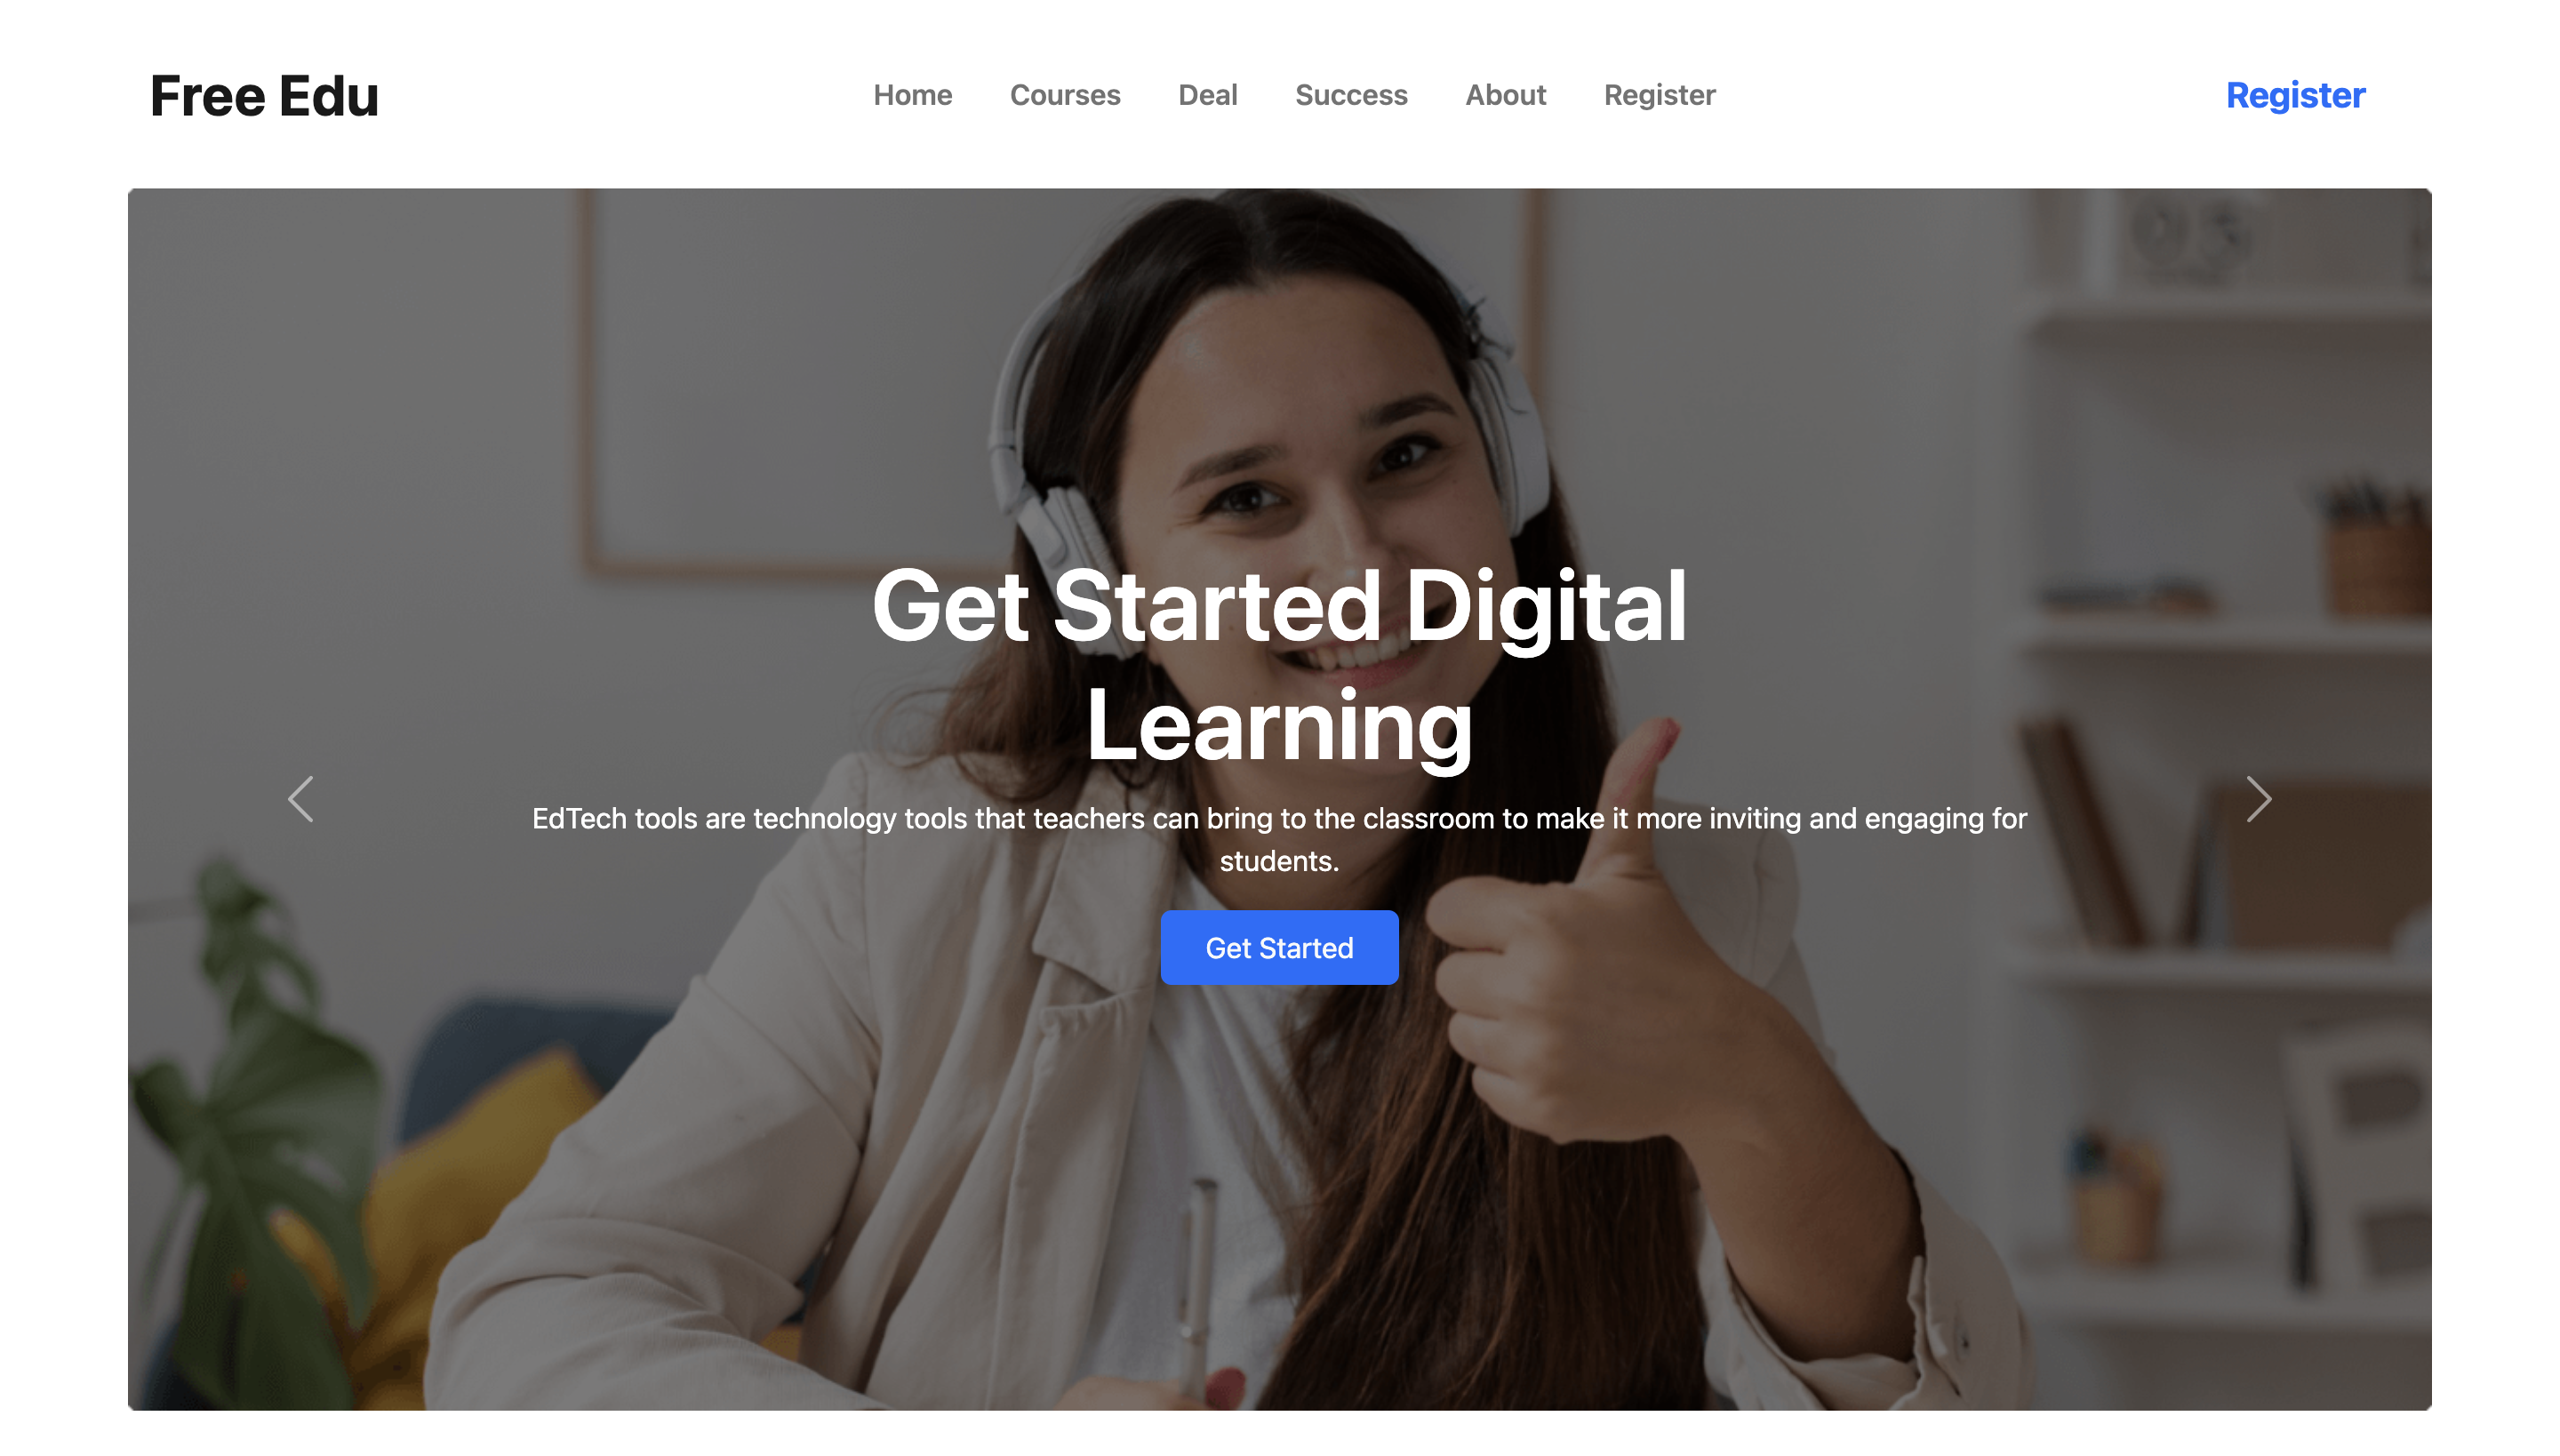 Free Edu
Home Courses Deal Success About Register
Register
Get Started Digital
Learning
EdTech tools are technology tools that teachers can bring to the classroom to make it more inviting and engaging for
students.
Get Started